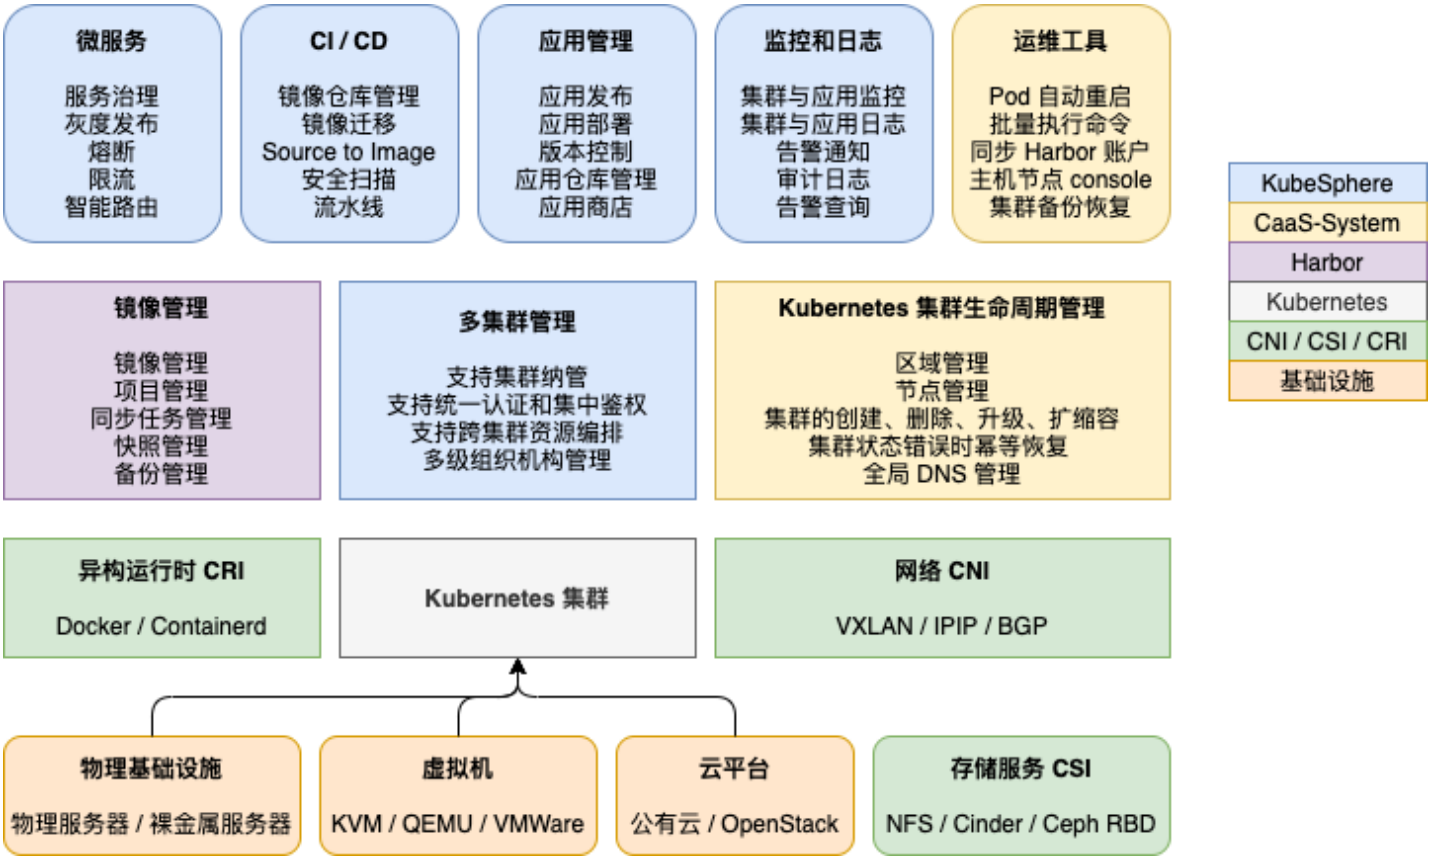 微服务
服务治理
灰度发布
熔断
限流
智能路由
CI / CD
镜像仓库管理
镜像迁移
Source to Image
安全扫描
流水线
应用管理
应用发布
应用部署
版本控制
应用仓库管理
应用商店
监控和日志
集群与应用监控
集群与应用日志
告警通知
审计日志
告警查询
运维工具
Pod 自动重启
批量执行命令
同步 Harbor 账户
主机节点 console
集群备份恢复
KubeSphere
CaaS-System
Harbor
Kubernetes
CNI / CSI / CRI
基础设施
镜像管理
镜像管理
项目管理
同步任务管理
快照管理
备份管理
多集群管理
支持集群纳管
支持统一认证和集中鉴权
支持跨集群资源编排
多级组织机构管理
Kubernetes 集群生命周期管理
区域管理
节点管理
集群的创建、删除、升级、扩缩容
集群状态错误时幂等恢复
全局 DNS 管理
异构运行时 CRI
Docker / Containerd
Kubernetes 集群
网络 CNI
VXLAN / IPIP / BGP
物理基础设施
物理服务器 / 裸金属服务器
虚拟机
KVM / QEMU / VMWare
云平台
公有云 / OpenStack
存储服务 CSI
NFS / Cinder / Ceph RBD